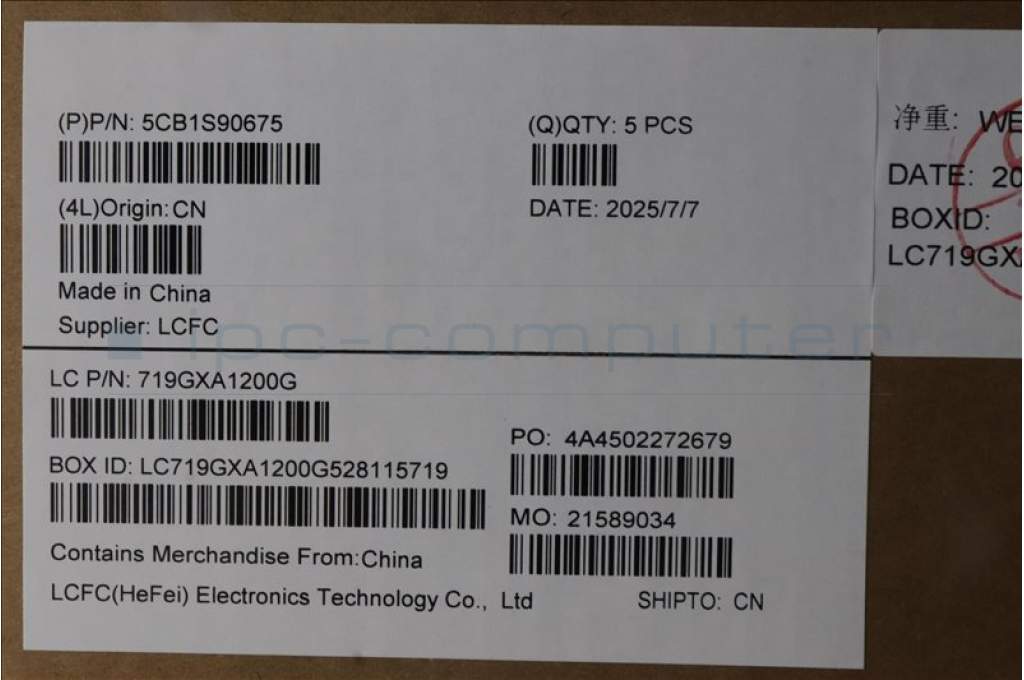 (P)P/N: 5CB1S90675
(Q)QTY: 5 PCS
(4L)Origin:CN
DATE: 2025/7/7
Made in China
Supplier: LCFC
ipc-computer
LC P/N: 719GXA1200G
PO: 4A4502272679
BOX ID: LC719GXA1200G528115719
MO: 21589034
Contains Merchandise From:China
LCFC(HeFei) Electronics Technology Co., Ltd
SHIPTO: CN
净重: WE
DATE: 20
BOXID:
LC719GX